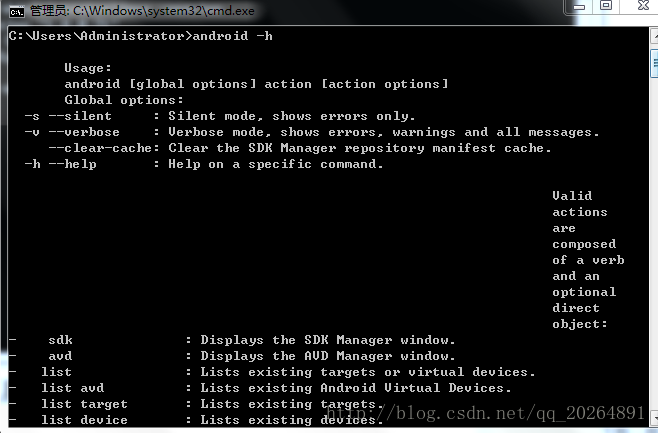 管理员: C:\Windows\system32\cmd.exe
C:\Users\Administrator>android -h
Usage:
android [global options] action [action options]
Global options:
-s --silent : Silent mode, shows errors only.
-v --verbose : Verbose mode, shows errors, warnings and all messages.
--clear-cache: Clear the SDK Manager repository manifest cache.
-h --help : Help on a specific command.
Valid
actions
are
composed
of a verb
and an
optional
direct
object:
- sdk : Displays the SDK Manager window.
- avd : Displays the AVD Manager window.
- list : Lists existing targets or virtual devices.
- list avd : Lists existing Android Virtual Devices.
- list target : Lists existing targets.
- list device : Lists existing devices.
http://blog.csdn.net/qq_20264891